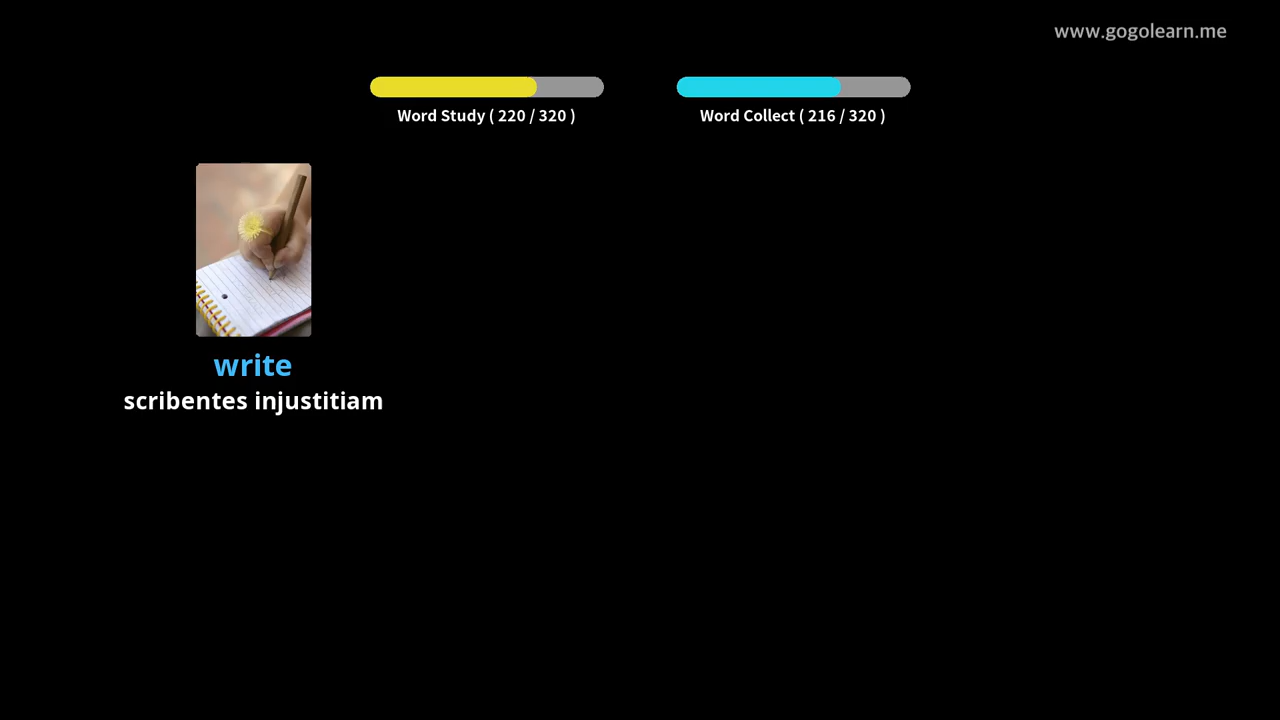 www.gogolearn.me
Word Study ( 220 / 320 )
Word Collect ( 216 / 320 )
write
scribentes injustitiam